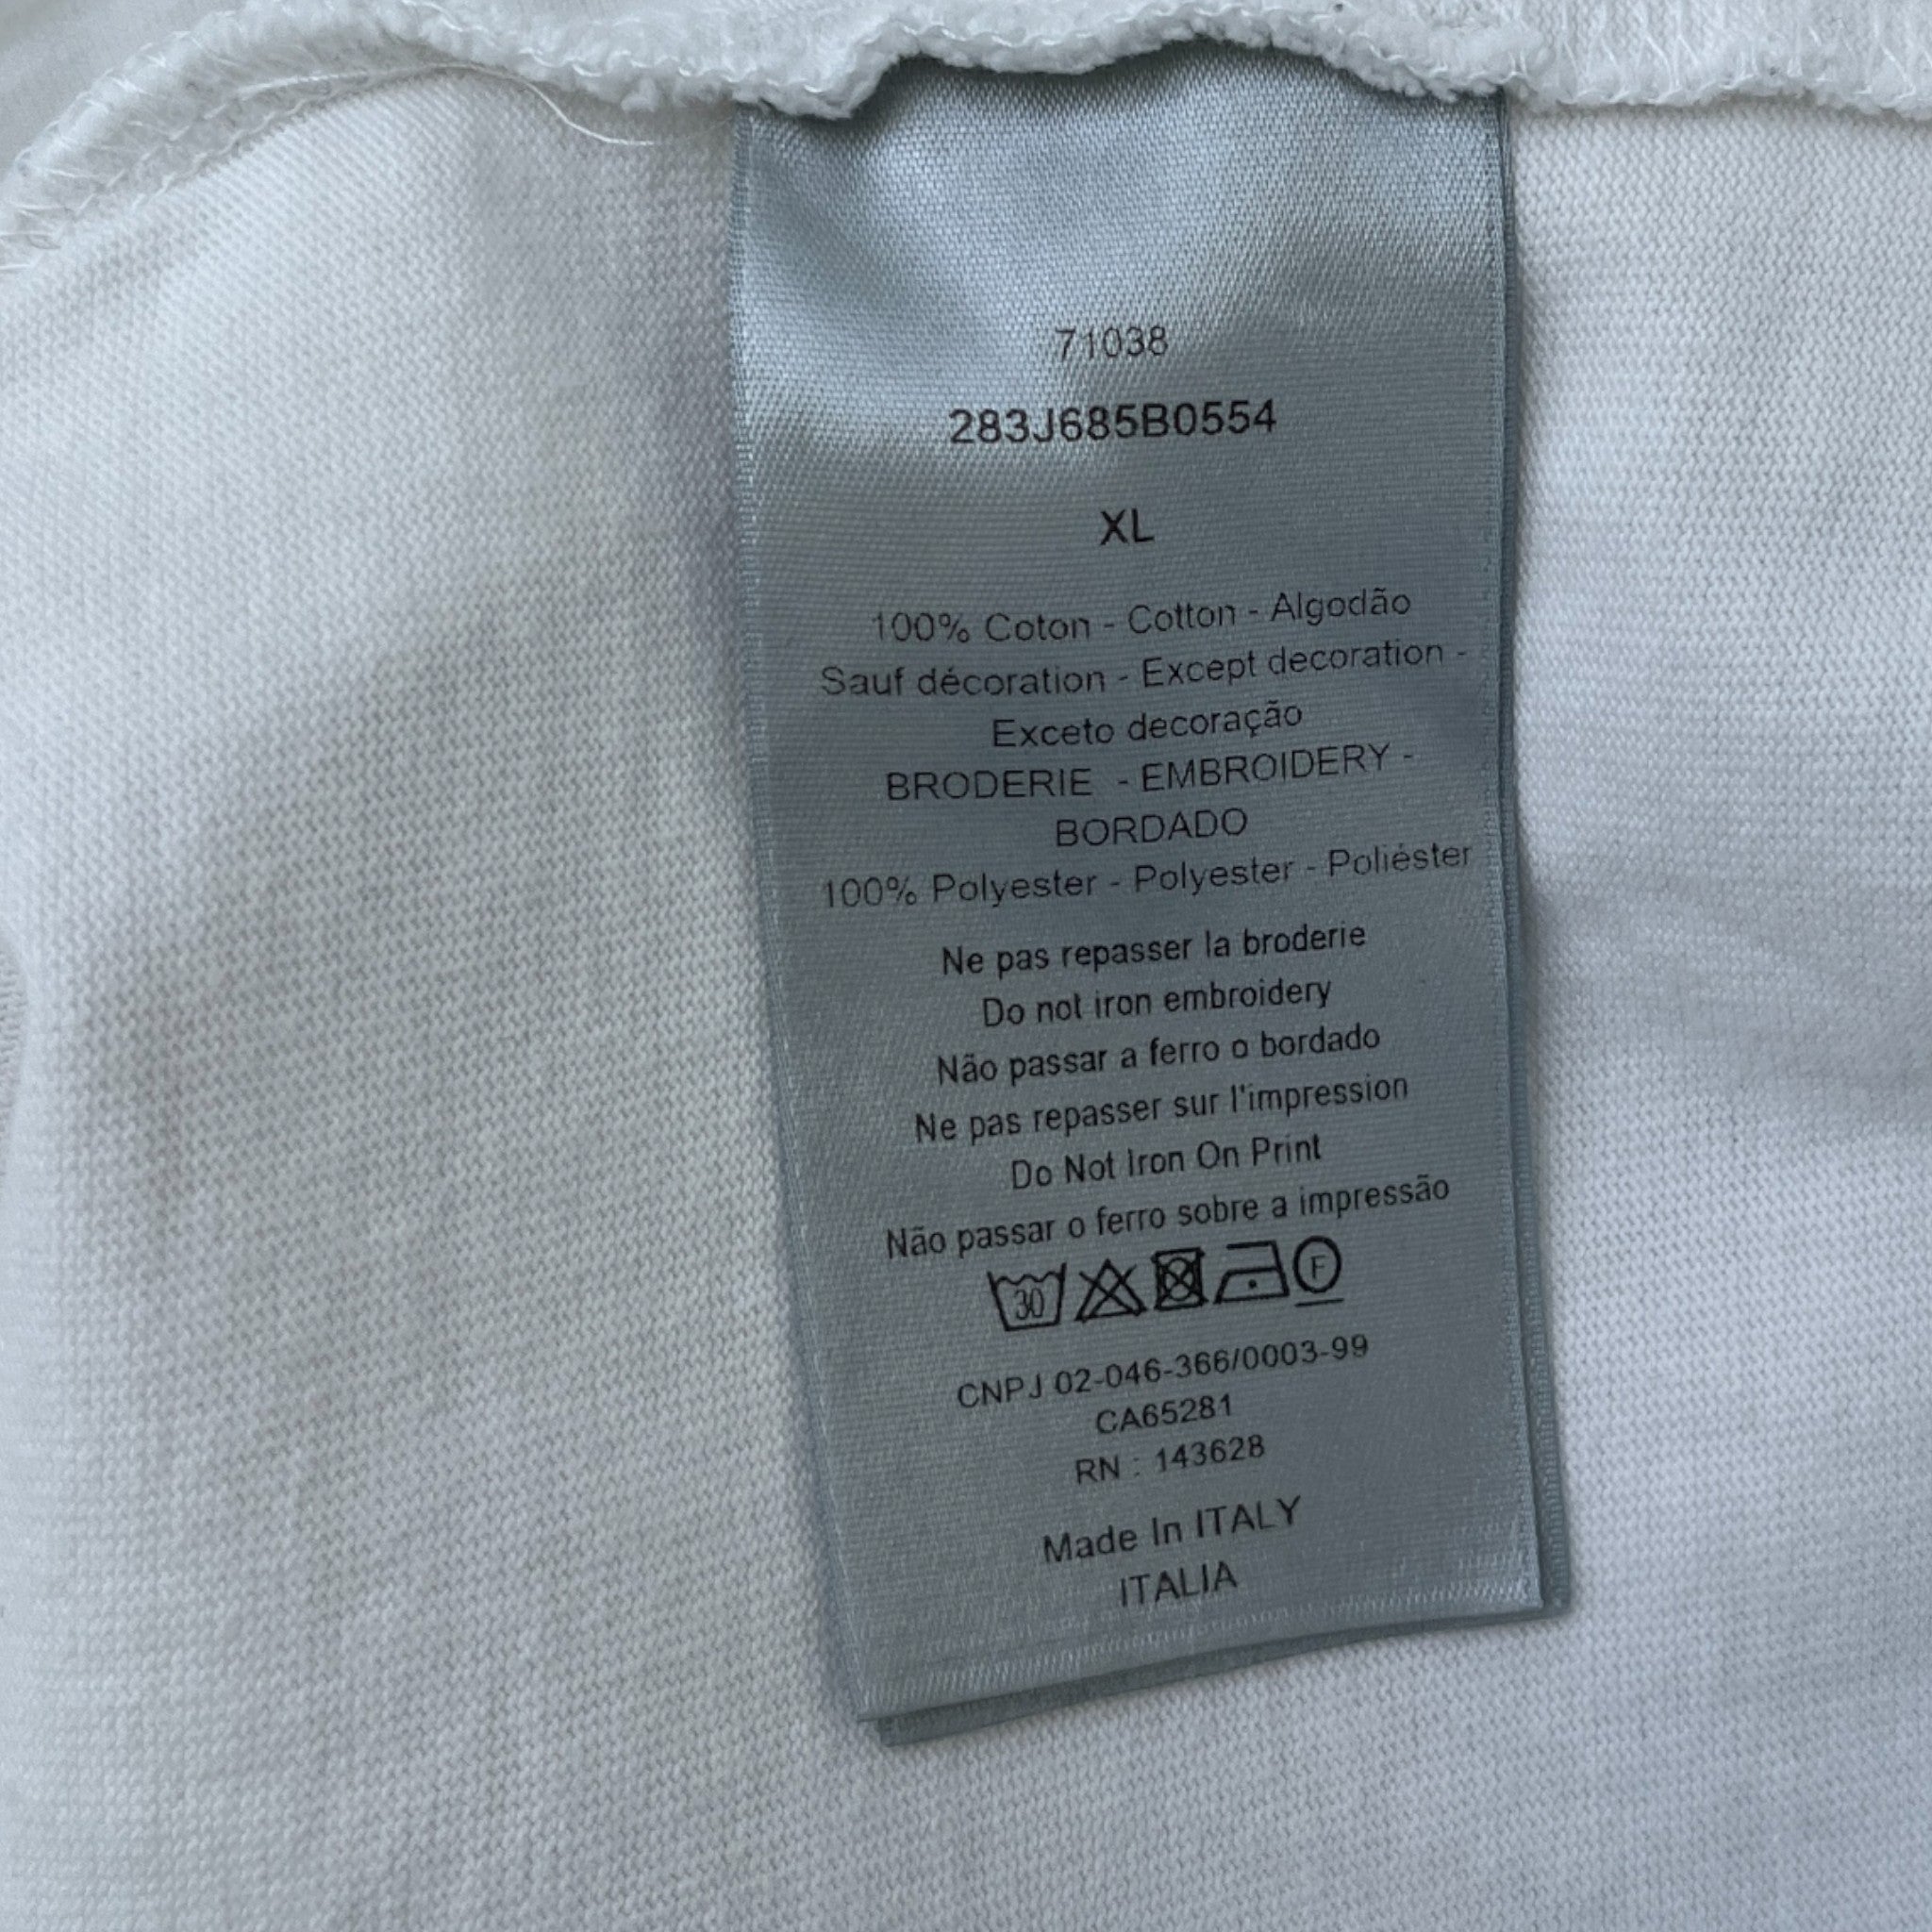 71038
283J685B0554
XL
100% Coton - Cotton - Algodão
Sauf décoration - Except decoration -
Exceto decoração
BRODERIE - EMBROIDERY -
BORDADO
100% Polyester - Polyester - Poliéster
Ne pas repasser la broderie
Do not iron embroidery
Não passar a ferro o bordado
Ne pas repasser sur l'impression
Do Not Iron On Print
Não passar o ferro sobre a impressão
30 F
CNPJ 02-046-366/0003-99
CA65281
RN : 143628
Made In ITALY
ITALIA